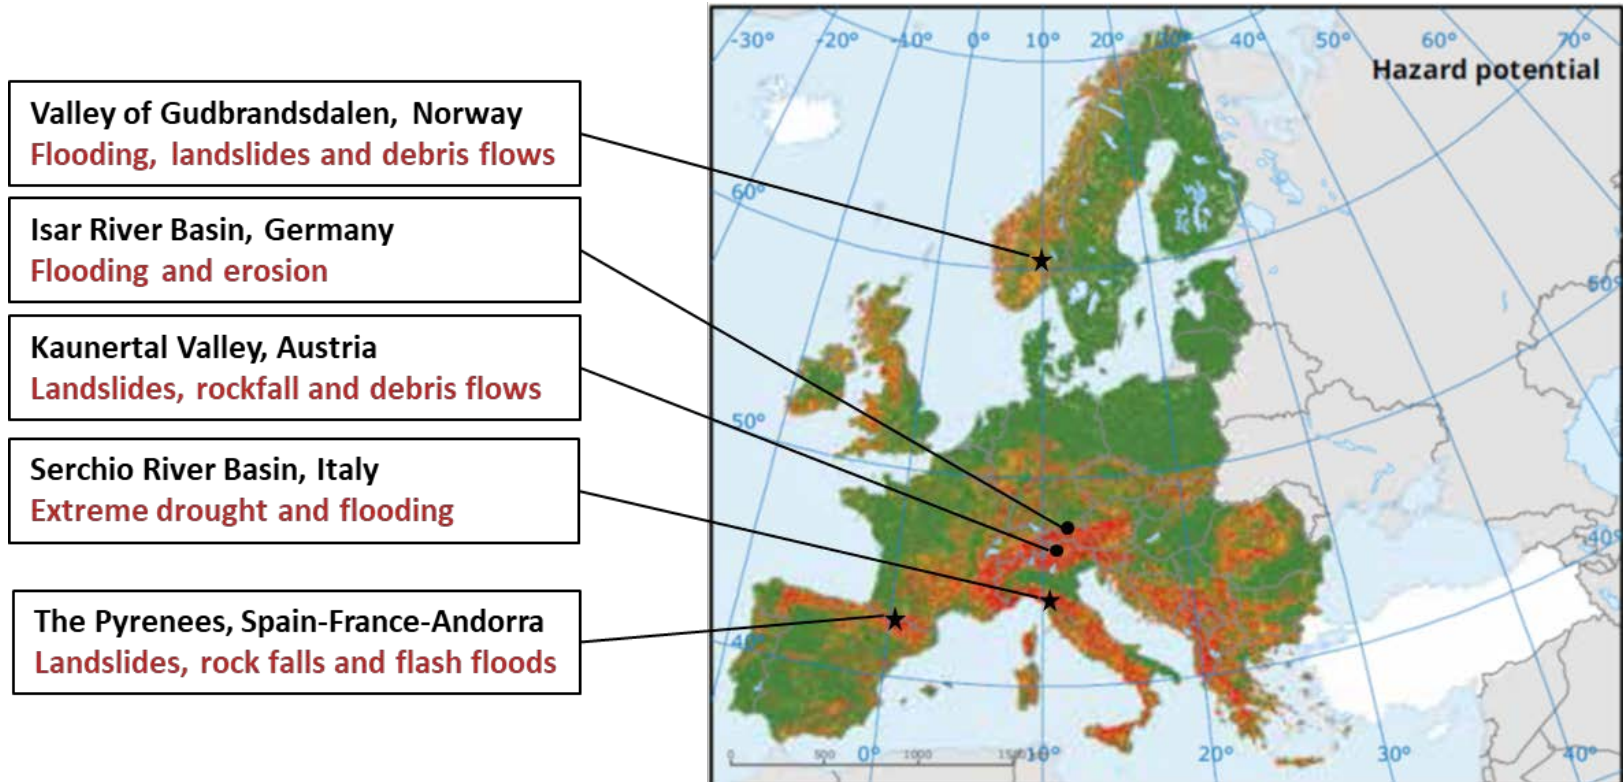 Valley of Gudbrandsdalen, Norway
Flooding, landslides and debris flows
Isar River Basin, Germany
Flooding and erosion
Kaunertal Valley, Austria
Landslides, rockfall and debris flows
Serchio River Basin, Italy
Extreme drought and flooding
The Pyrenees, Spain-France-Andorra
Landslides, rock falls and flash floods
-30° -20° -10° 0° 10° 20° 30° 40° 50° 60° 70°
Hazard potential
60°
50°
50°
40°
40°
0 500 1000
0° 10° 20° 30° 40°